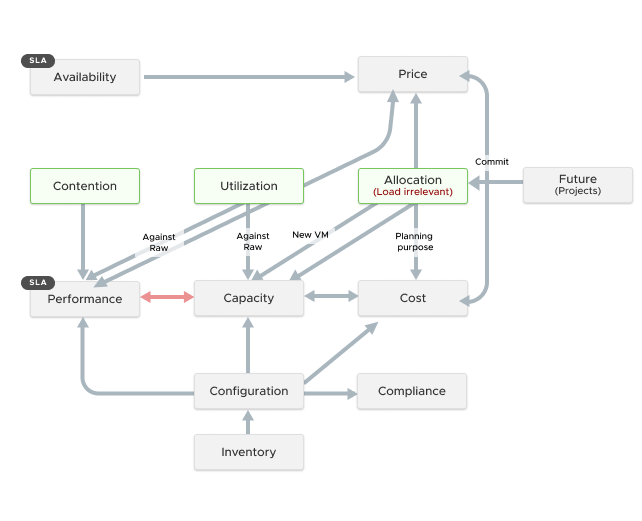 SLA
Availability
Price
Commit
Contention
Utilization
Allocation
(Load irrelevant)
Future
(Projects)
Against
Raw
Against
Raw
New VM
Planning
purpose
SLA
Performance
Capacity
Cost
Configuration
Compliance
Inventory